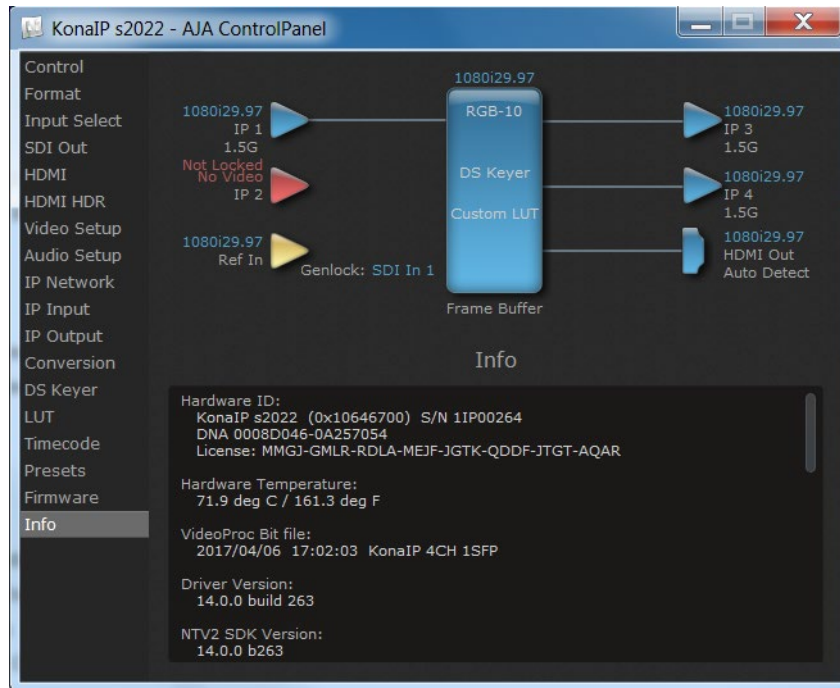 KonaIP s2022 - AJA ControlPanel
Control
Format
Input Select
SDI Out
HDMI
HDMI HDR
Video Setup
Audio Setup
IP Network
IP Input
IP Output
Conversion
DS Keyer
LUT
Timecode
Presets
Firmware
Info
1080i29.97
IP 1
1.5G
Not Locked
No Video
IP 2
1080i29.97
Ref In
Genlock: SDI In 1
1080i29.97
RGB-10
DS Keyer
Custom LUT
Frame Buffer
1080i29.97
IP 3
1.5G
1080i29.97
IP 4
1.5G
1080i29.97
HDMI Out
Auto Detect
Info
Hardware ID:
KonaIP s2022 (0x10646700) S/N 1IP00264
DNA 0008D046-0A257054
License: MMGJ-GMLR-RDLA-MEJF-JGTK-QDDF-JTGT-AQAR
Hardware Temperature:
71.9 deg C / 161.3 deg F
VideoProc Bit file:
2017/04/06 17:02:03 KonaIP 4CH 1SFP
Driver Version:
14.0.0 build 263
NTV2 SDK Version:
14.0.0 b263